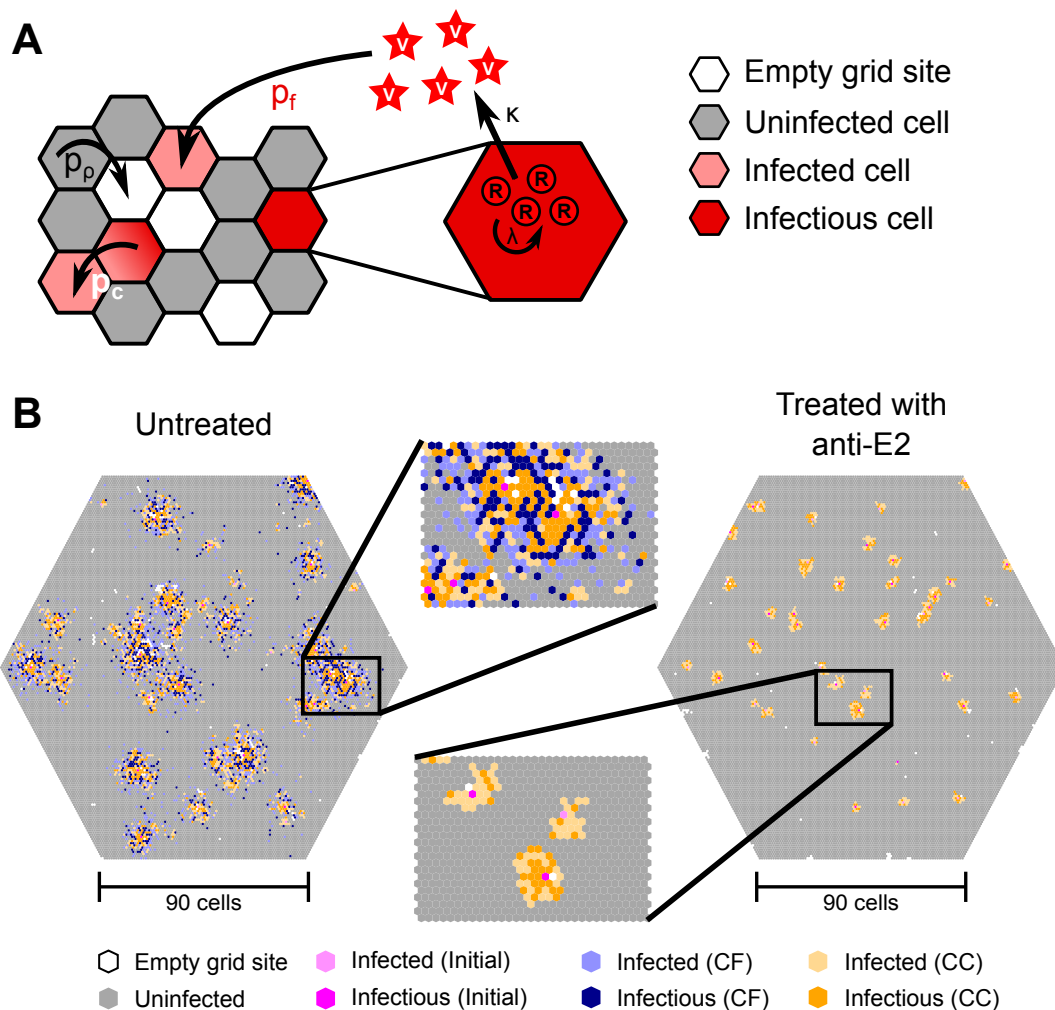 A
V
V
V
V
V
p_f
κ
p_ρ
p_c
R
R
R
R
λ
Empty grid site
Uninfected cell
Infected cell
Infectious cell
B
Untreated
Treated with
anti-E2
90 cells
90 cells
Empty grid site
Infected (Initial)
Infected (CF)
Infected (CC)
Uninfected
Infectious (Initial)
Infectious (CF)
Infectious (CC)